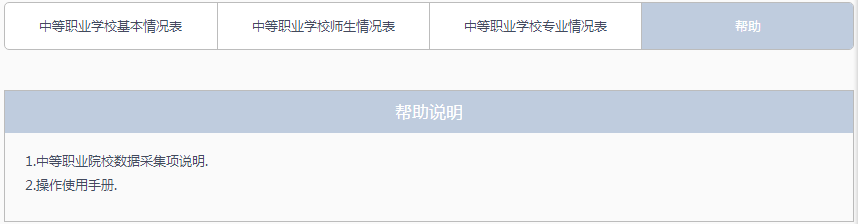 中等职业学校基本情况表 中等职业学校师生情况表 中等职业学校专业情况表 帮助
帮助说明
1.中等职业院校数据采集项说明.
2.操作使用手册.